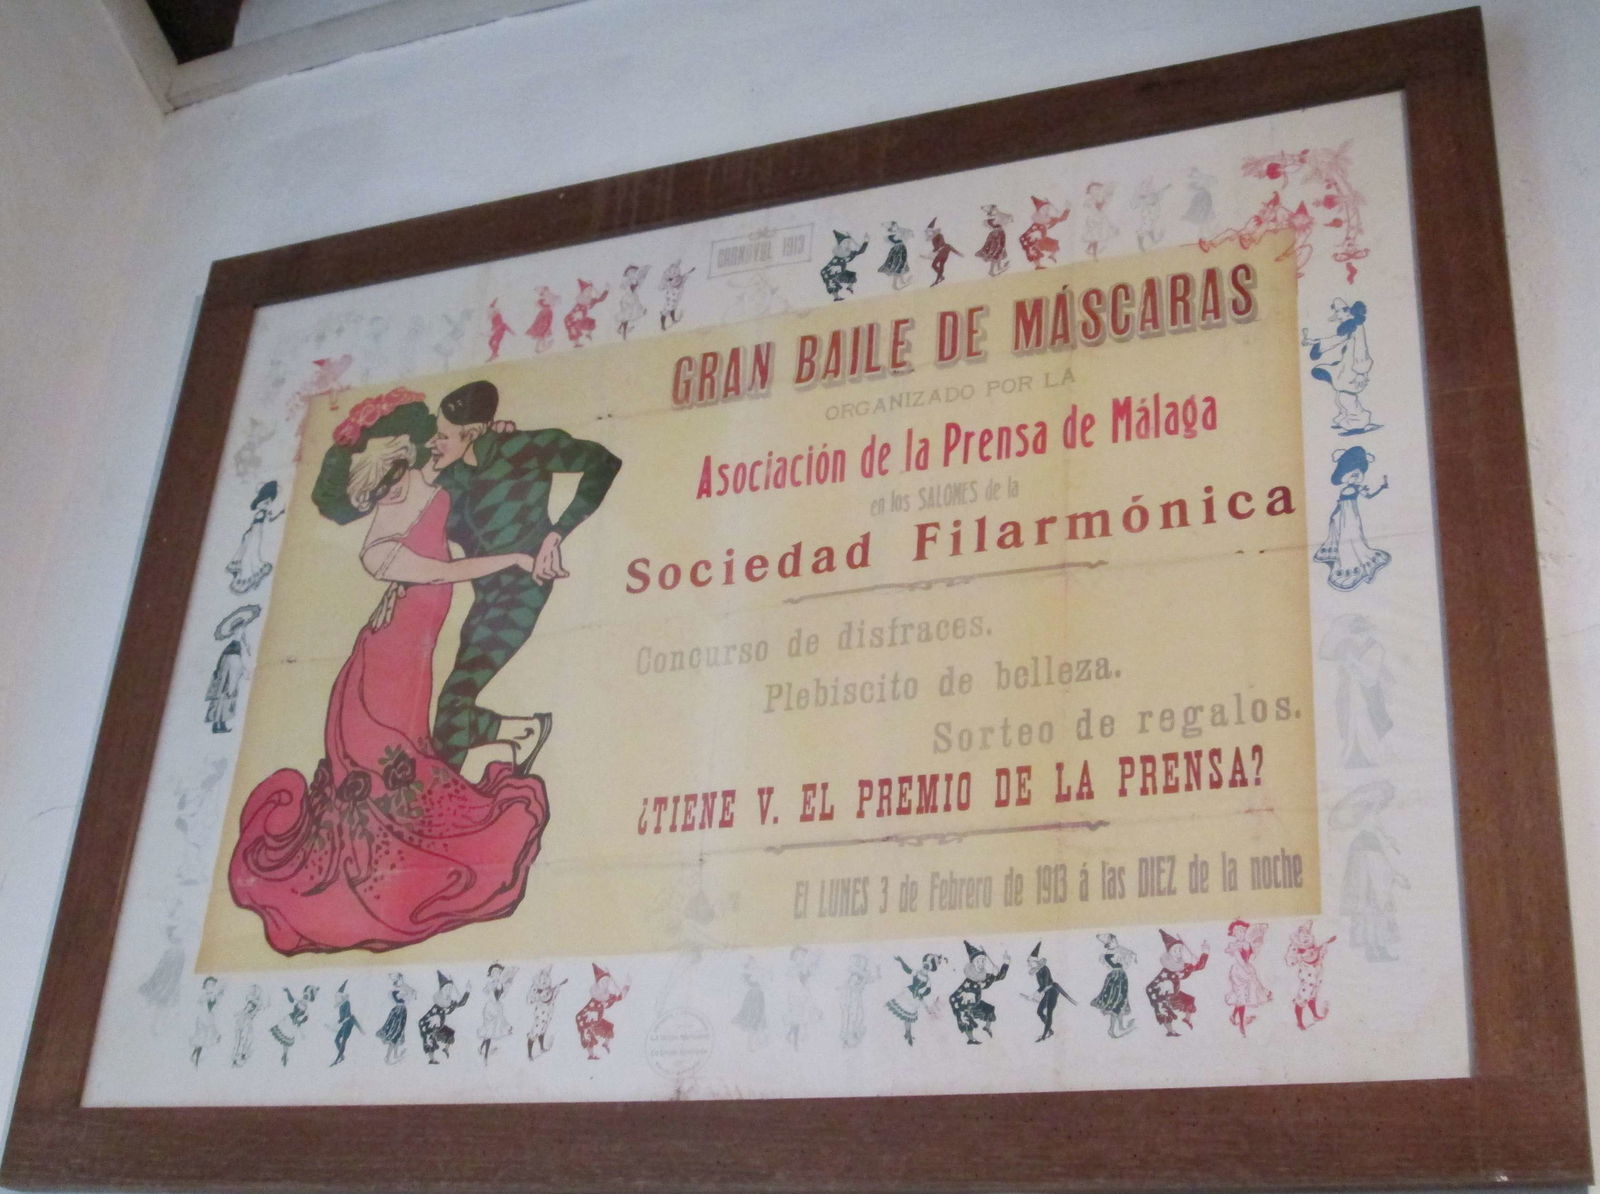 CARNAVAL 1913
GRAN BAILE DE MÁSCARAS
ORGANIZADO POR LA
Asociación de la Prensa de Málaga
en los SALONES de la
Sociedad Filarmónica
Concurso de disfraces.
Plebiscito de belleza.
Sorteo de regalos.
¿TIENE V. EL PREMIO DE LA PRENSA?
El LUNES 3 de Febrero de 1913 á las DIEZ de la noche